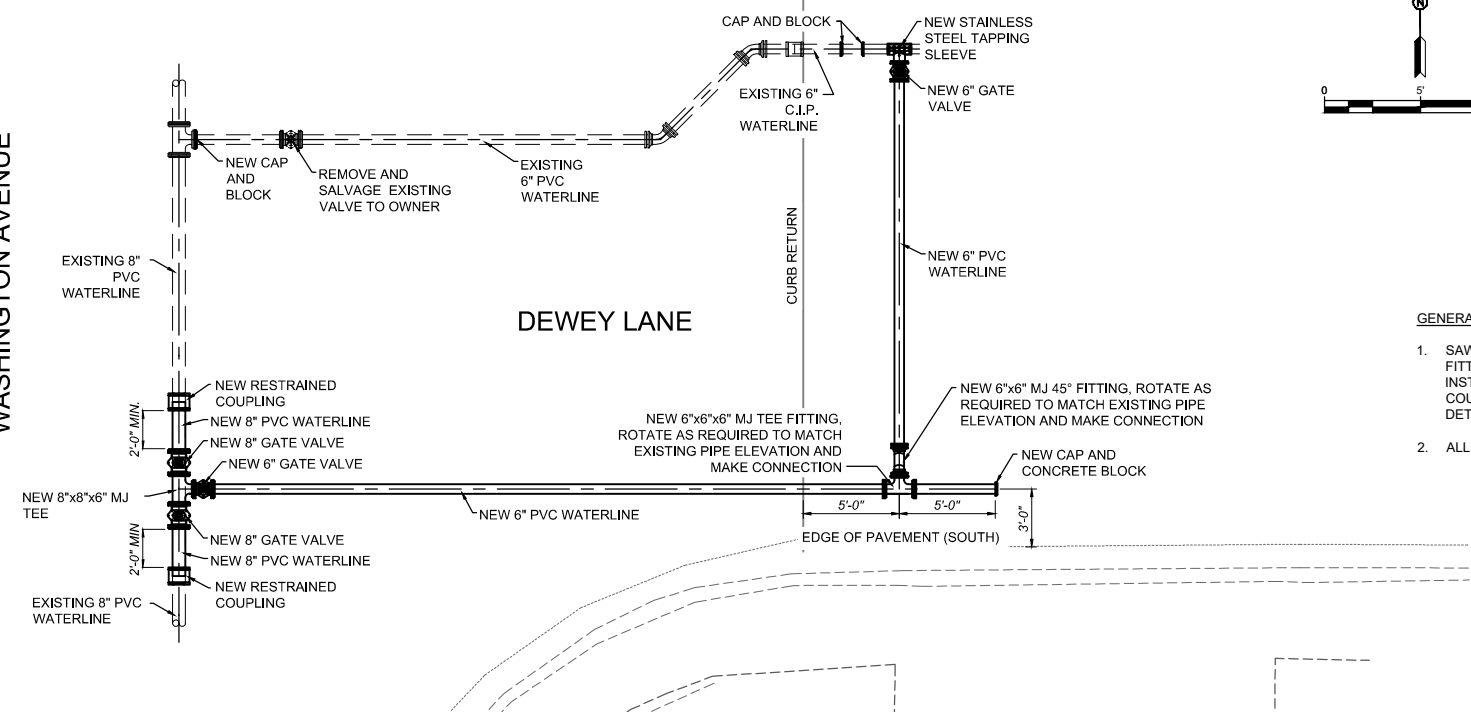 CAP AND BLOCK
NEW STAINLESS
STEEL TAPPING
SLEEVE
N
0
5'
EXISTING 6"
C.I.P.
WATERLINE
NEW 6" GATE
VALVE
NEW CAP
AND
BLOCK
REMOVE AND
SALVAGE EXISTING
VALVE TO OWNER
EXISTING
6" PVC
WATERLINE
WASHINGTON AVENUE
EXISTING 8"
PVC
WATERLINE
CURB RETURN
NEW 6" PVC
WATERLINE
DEWEY LANE
GENERA
1. SAW
FITT
INST
COU
DET
2. ALL
NEW RESTRAINED
COUPLING
2'-0" MIN.
NEW 8" PVC WATERLINE
NEW 8" GATE VALVE
NEW 6" GATE VALVE
NEW 6"x6"x6" MJ TEE FITTING,
ROTATE AS REQUIRED TO MATCH
EXISTING PIPE ELEVATION AND
MAKE CONNECTION
NEW 6"x6" MJ 45° FITTING, ROTATE AS
REQUIRED TO MATCH EXISTING PIPE
ELEVATION AND MAKE CONNECTION
NEW CAP AND
CONCRETE BLOCK
NEW 8"x8"x6" MJ
TEE
NEW 6" PVC WATERLINE
5'-0"
5'-0"
3'-0"
EDGE OF PAVEMENT (SOUTH)
2'-0" MIN
NEW 8" GATE VALVE
NEW 8" PVC WATERLINE
NEW RESTRAINED
COUPLING
EXISTING 8" PVC
WATERLINE